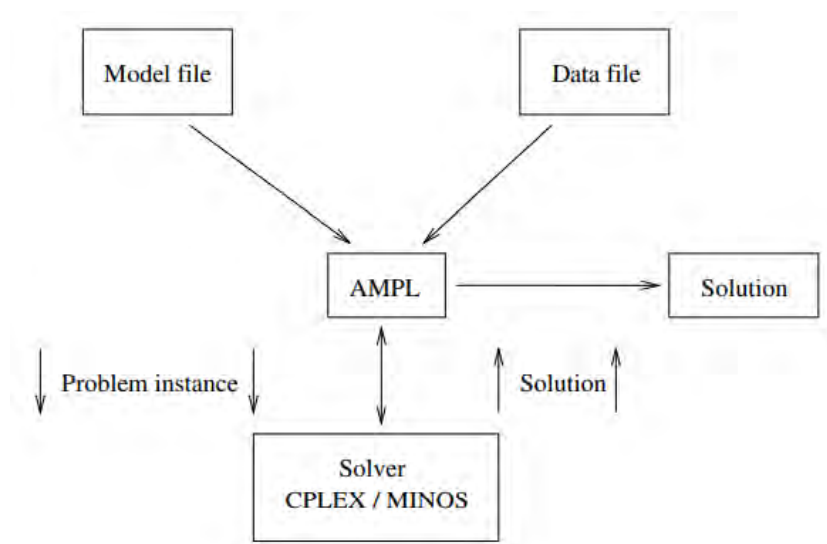 Model file
Data file
AMPL
Solution
Problem instance
Solution
Solver
CPLEX / MINOS